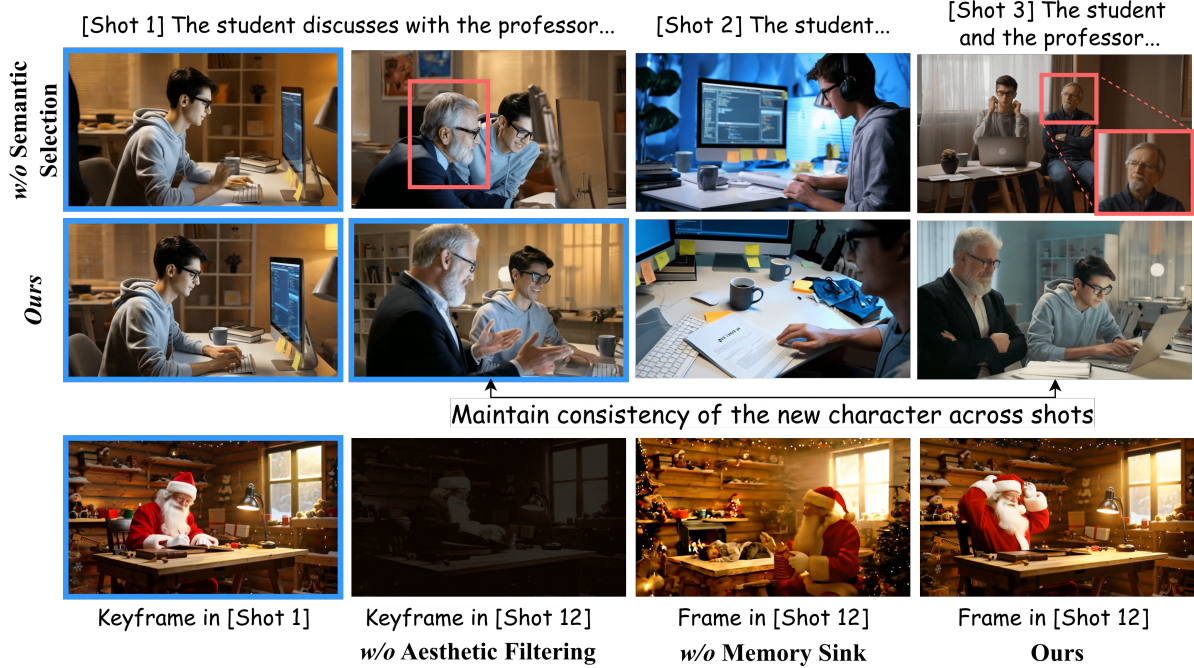 [Shot 1] The student discusses with the professor...
[Shot 2] The student...
[Shot 3] The student
and the professor...
w/o Semantic
Selection
Ours
Maintain consistency of the new character across shots
Keyframe in [Shot 1]
Keyframe in [Shot 12]
Frame in [Shot 12]
Frame in [Shot 12]
w/o Aesthetic Filtering
w/o Memory Sink
Ours